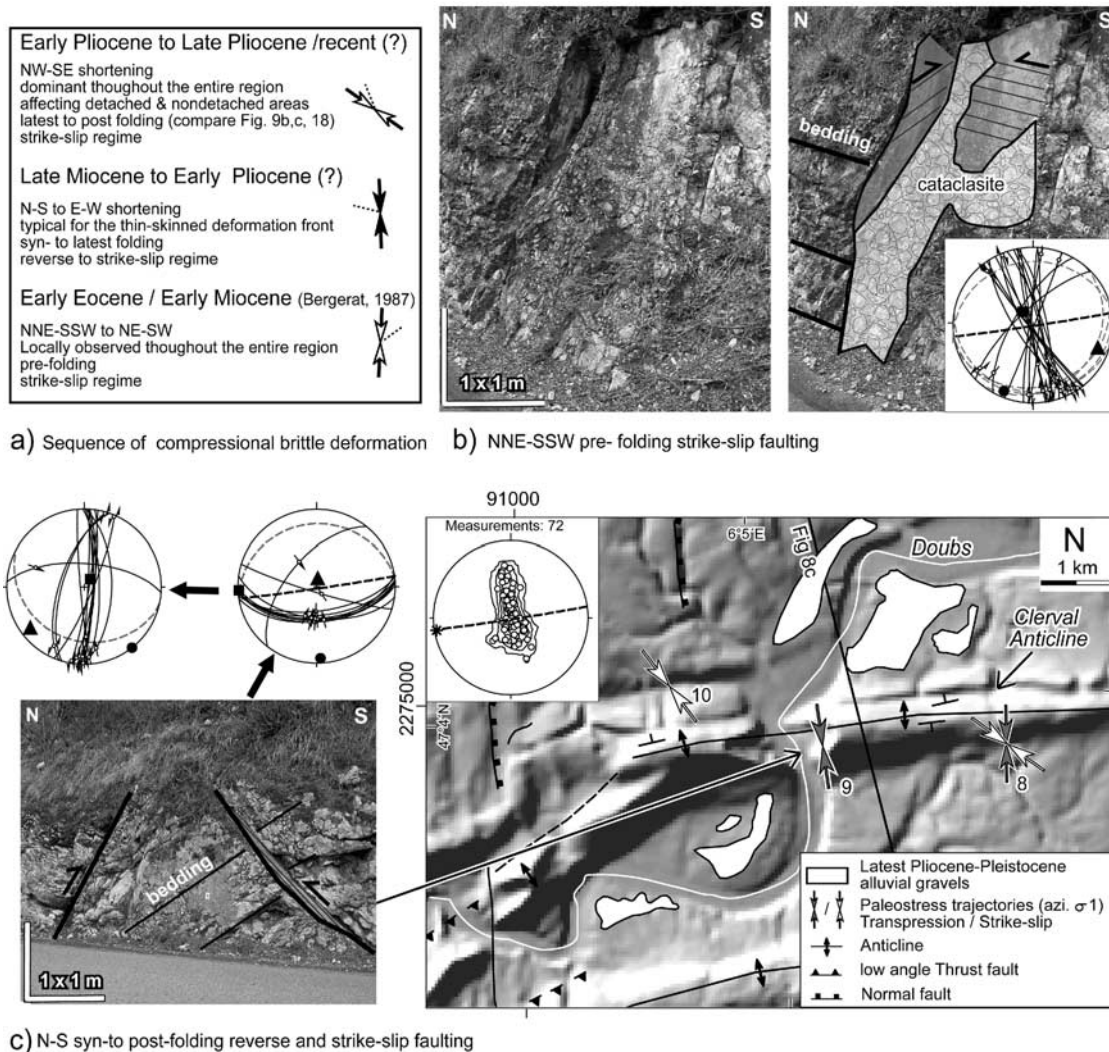 Early Pliocene to Late Pliocene /recent (?)
NW-SE shortening
dominant thoughout the entire region
affecting detached & nondetached areas
latest to post folding (compare Fig. 9b,c, 18)
strike-slip regime
Late Miocene to Early Pliocene (?)
N-S to E-W shortening
typical for the thin-skinned deformation front
syn- to latest folding
reverse to strike-slip regime
Early Eocene / Early Miocene (Bergerat, 1987)
NNE-SSW to NE-SW
Locally observed thoughout the entire region
pre-folding
strike-slip regime
a) Sequence of compressional brittle deformation
N S
1 x 1 m
N S
bedding
cataclasite
b) NNE-SSW pre- folding strike-slip faulting
N S
bedding
1 x 1 m
91000
Measurements: 72
6°5'E
Fig 8c
Doubs
N
1 km
Clerval
Anticline
2275000
47°4'N
10
9
8
Latest Pliocene-Pleistocene
alluvial gravels
Paleostress trajectories (azi. σ1)
/ Transpression / Strike-slip
Anticline
low angle Thrust fault
Normal fault
c) N-S syn-to post-folding reverse and strike-slip faulting